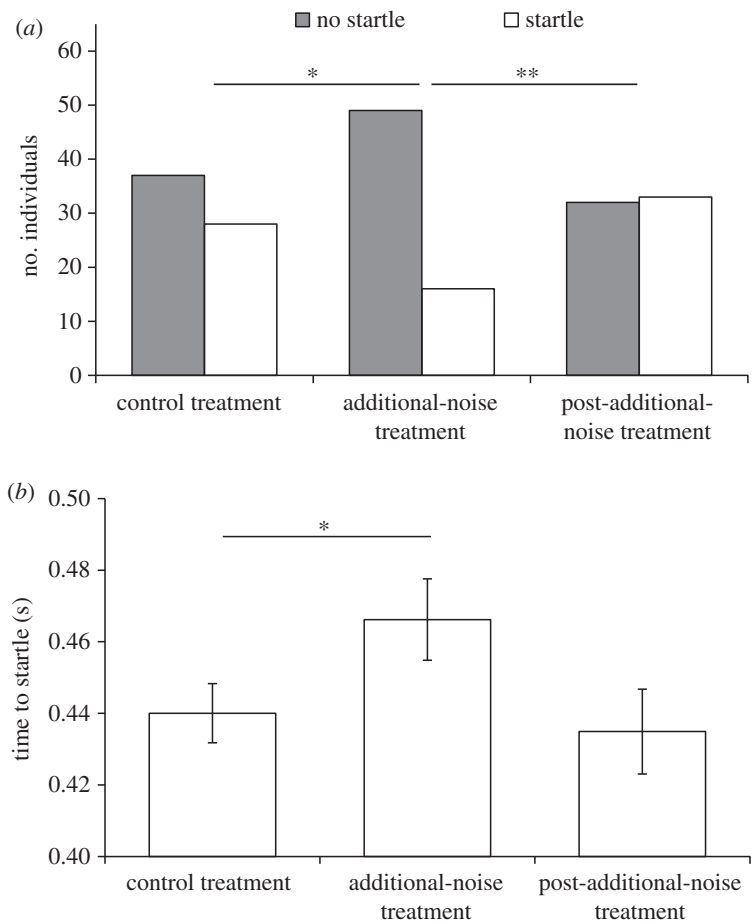 (a)
no startle
startle
60
50
40
30
20
10
0
no. individuals
*
**
control treatment
additional-noise
treatment
post-additional-
noise treatment
(b)
0.50
0.48
0.46
0.44
0.42
0.40
time to startle (s)
*
control treatment
additional-noise
treatment
post-additional-noise
treatment